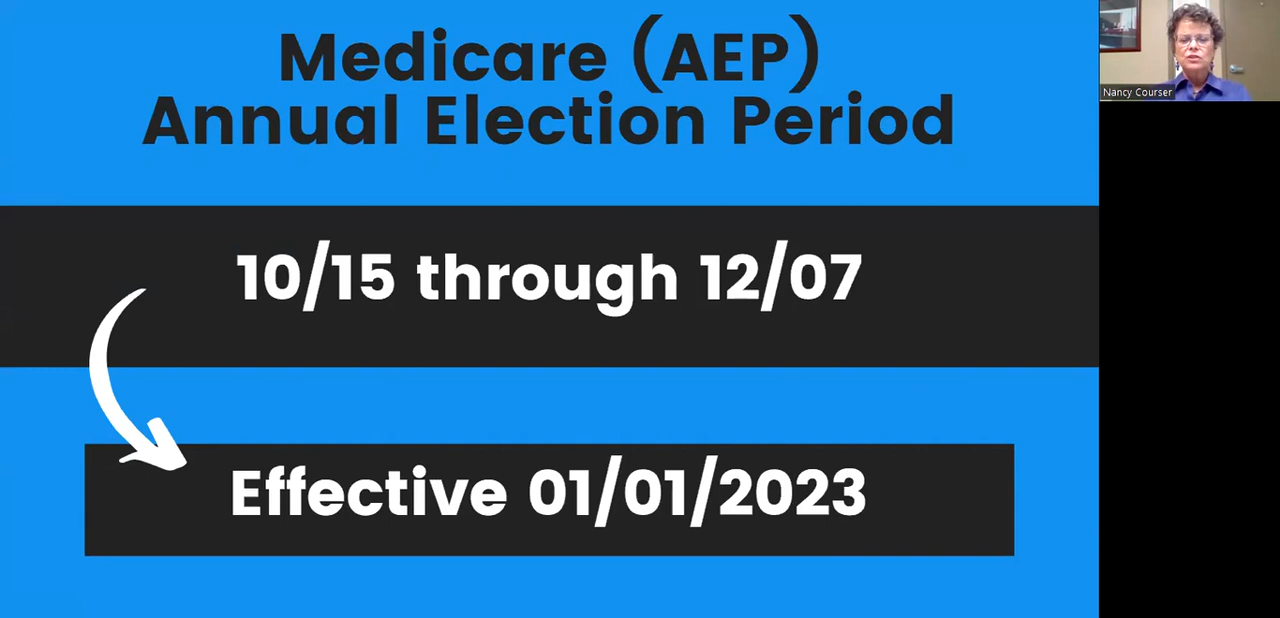 Medicare (AEP)
Annual Election Period
10/15 through 12/07
Effective 01/01/2023
Nancy Courser